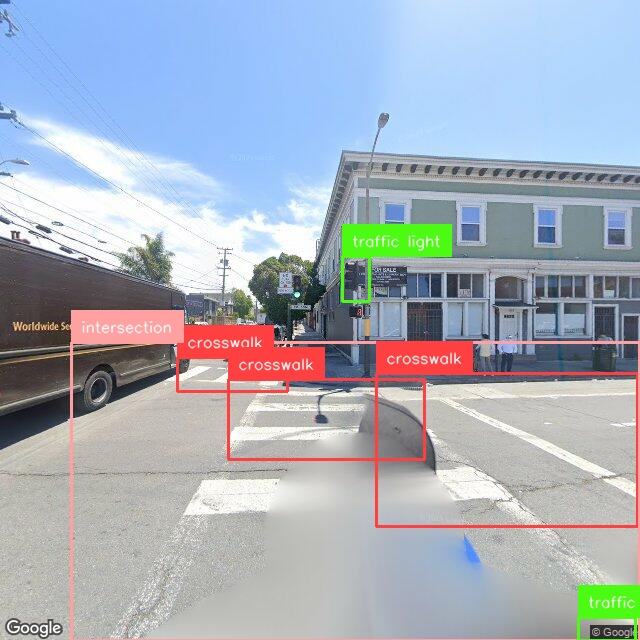 traffic light
FOR SALE
Worldwide Se
intersection
crosswalk
crosswalk
crosswalk
traffic
Google
© Google